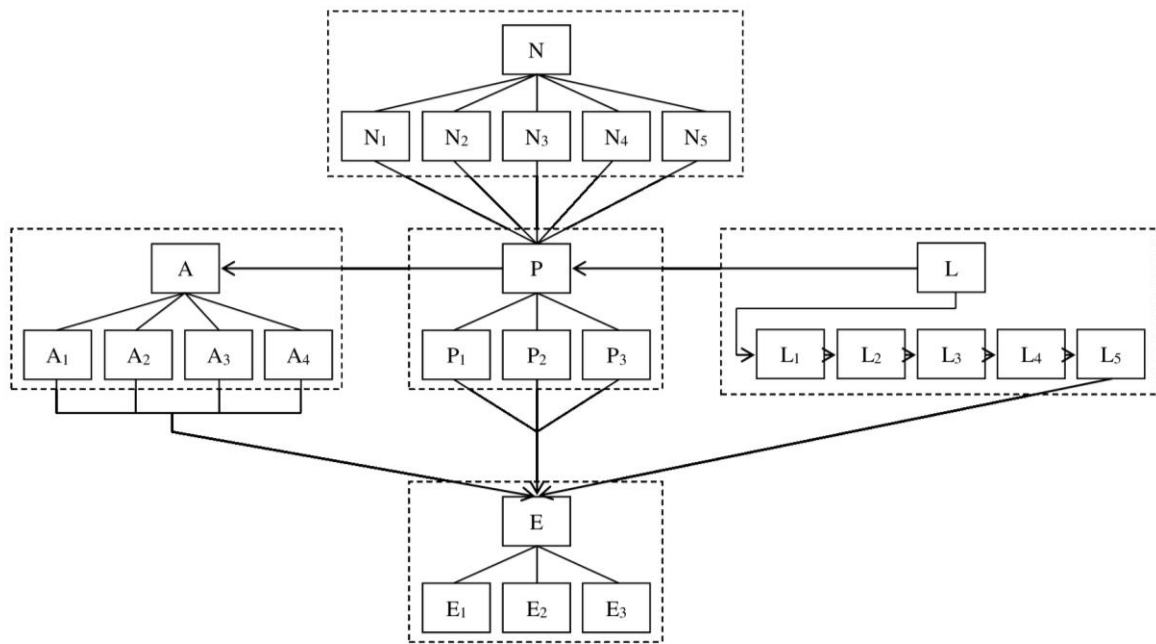 N
N₁ N₂ N₃ N₄ N₅
A P L
A₁ A₂ A₃ A₄ P₁ P₂ P₃ L₁ L₂ L₃ L₄ L₅
E
E₁ E₂ E₃